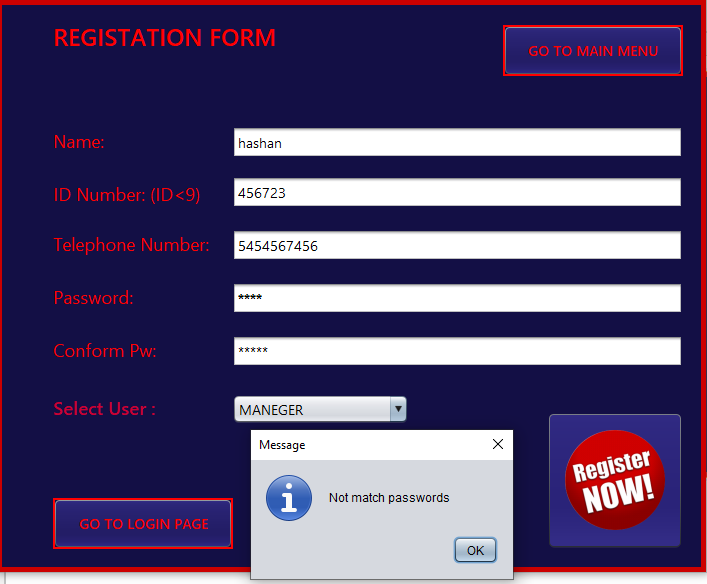 REGISTATION FORM
GO TO MAIN MENU
Name:
hashan
ID Number: (ID<9)
456723
Telephone Number:
5454567456
Password:
****
Conform Pw:
*****
Select User :
MANEGER
Message
Not match passwords
OK
Register
NOW!
GO TO LOGIN PAGE